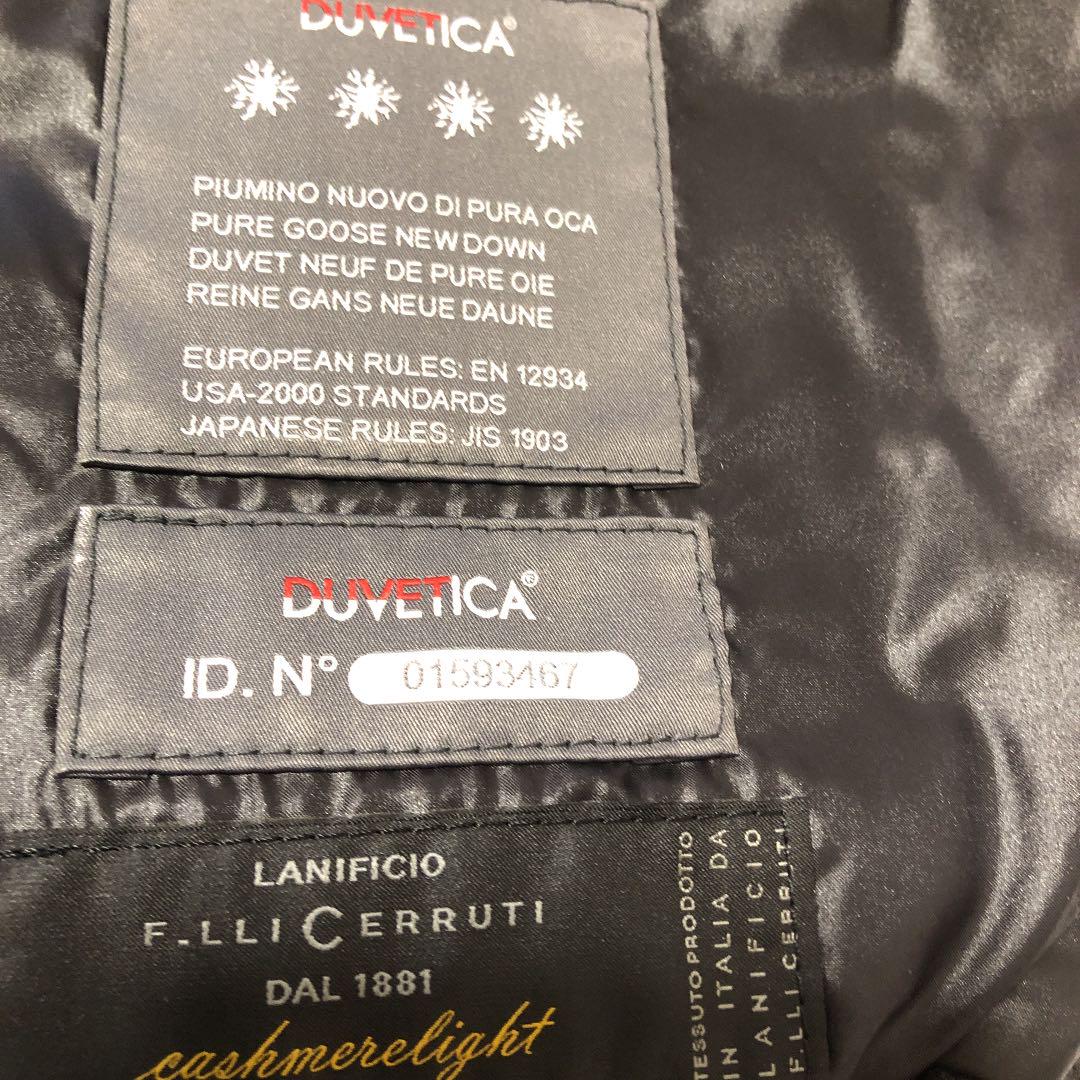 DUVETICA®
PIUMINO NUOVO DI PURA OCA
PURE GOOSE NEW DOWN
DUVET NEUF DE PURE OIE
REINE GANS NEUE DAUNE
EUROPEAN RULES: EN 12934
USA-2000 STANDARDS
JAPANESE RULES: JIS 1903
DUVETICA®
ID. N° 01593467
LANIFICIO
F.LLI CERRUTI
DAL 1881
cashmerelight
TESSUTO PRODOTTO
IN ITALIA DA
LANIFICIO
F.LLI CERRUTI